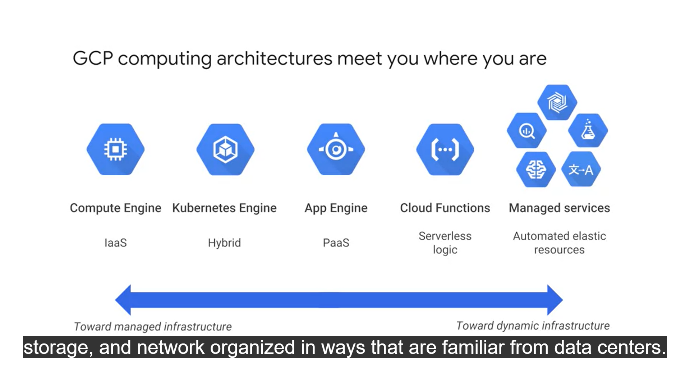 GCP computing architectures meet you where you are
文→A
Compute Engine
Kubernetes Engine
App Engine
Cloud Functions
Managed services
IaaS
Hybrid
PaaS
Serverless
logic
Automated elastic
resources
Toward managed infrastructure
Toward dynamic infrastructure
storage, and network organized in ways that are familiar from data centers.